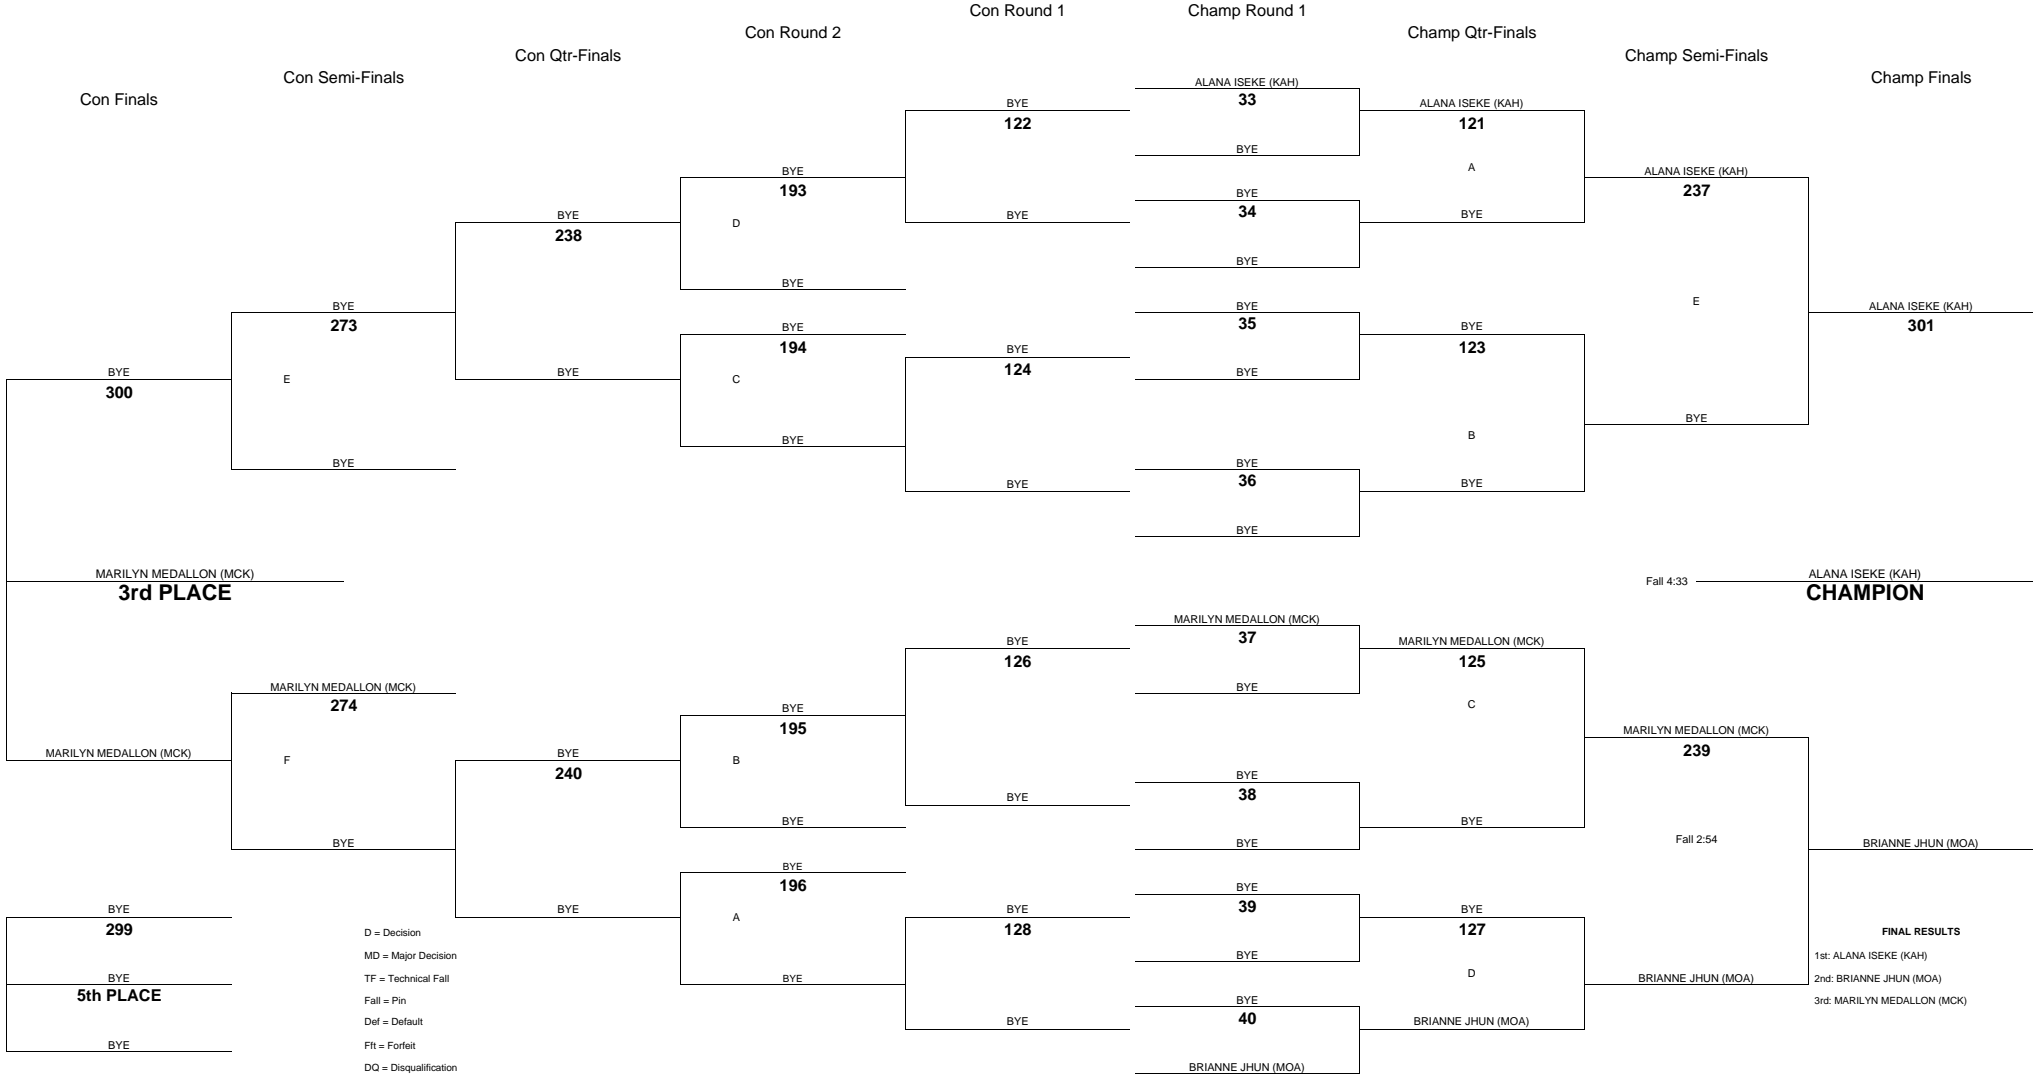 Con Round 1
Champ Round 1
Con Round 2
Champ Qtr-Finals
Con Qtr-Finals
Champ Semi-Finals
Con Semi-Finals
Champ Finals
Con Finals
ALANA ISEKE (KAH)
33
BYE
122
ALANA ISEKE (KAH)
121
BYE
A
BYE
193
ALANA ISEKE (KAH)
237
BYE
34
BYE
238
D
BYE
BYE
BYE
BYE
BYE
273
BYE
35
E
ALANA ISEKE (KAH)
301
BYE
194
BYE
123
BYE
124
BYE
300
E
BYE
C
BYE
BYE
B
BYE
BYE
BYE
36
BYE
BYE
BYE
MARILYN MEDALLON (MCK)
3rd PLACE
Fall 4:33
ALANA ISEKE (KAH)
CHAMPION
MARILYN MEDALLON (MCK)
37
BYE
126
MARILYN MEDALLON (MCK)
125
MARILYN MEDALLON (MCK)
274
BYE
C
BYE
195
MARILYN MEDALLON (MCK)
239
MARILYN MEDALLON (MCK)
F
BYE
240
B
BYE
38
BYE
BYE
BYE
BYE
BYE
Fall 2:54
BRIANNE JHUN (MOA)
BYE
196
BYE
39
BYE
299
BYE
A
BYE
128
BYE
127
D = Decision
FINAL RESULTS
MD = Major Decision
BYE
1st: ALANA ISEKE (KAH)
BYE
5th PLACE
TF = Technical Fall
BYE
D
BRIANNE JHUN (MOA)
2nd: BRIANNE JHUN (MOA)
Fall = Pin
BYE
40
3rd: MARILYN MEDALLON (MCK)
Def = Default
BYE
BRIANNE JHUN (MOA)
BYE
Fft = Forfeit
DQ = Disqualification
BRIANNE JHUN (MOA)